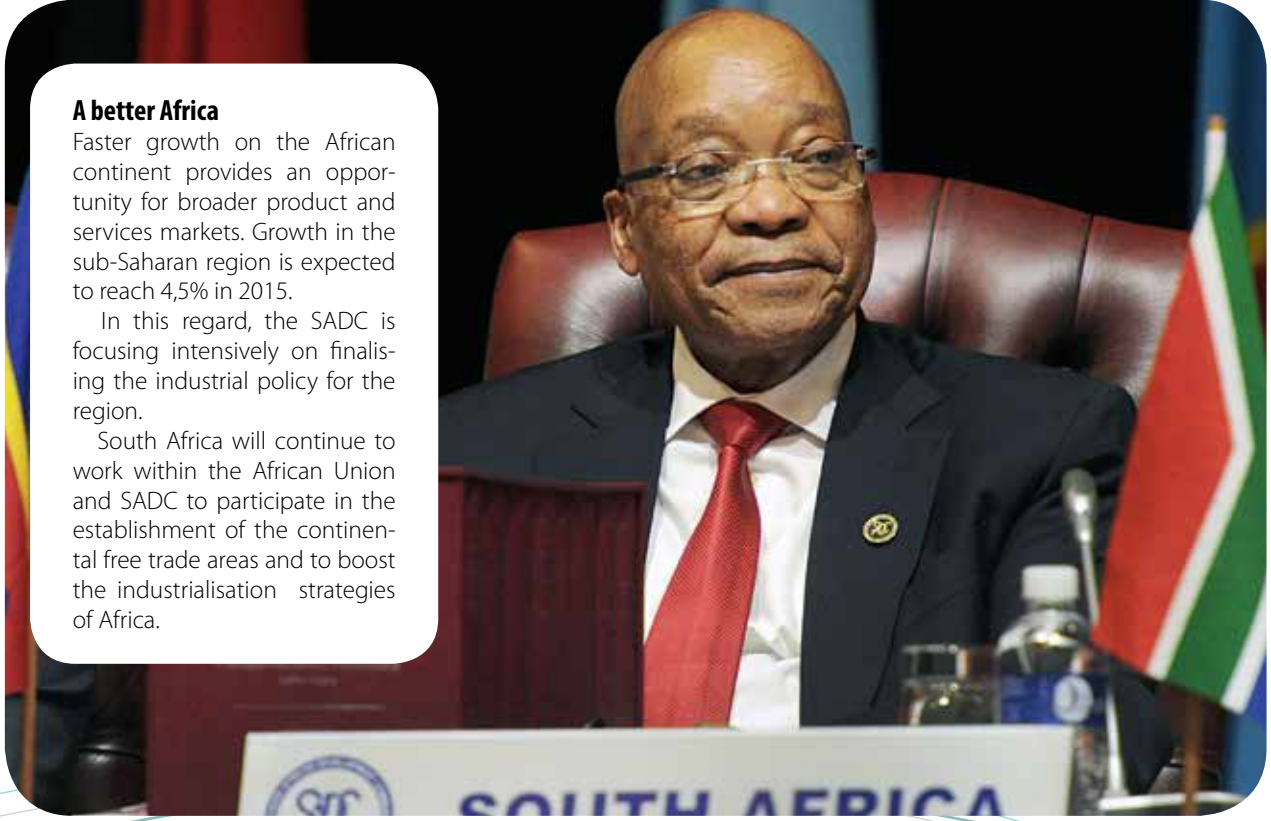 A better Africa
Faster growth on the African
continent provides an oppor-
tunity for broader product and
services markets. Growth in the
sub-Saharan region is expected
to reach 4,5% in 2015.
In this regard, the SADC is
focusing intensively on finalis-
ing the industrial policy for the
region.
South Africa will continue to
work within the African Union
and SADC to participate in the
establishment of the continen-
tal free trade areas and to boost
the industrialisation strategies
of Africa.
SOUTH AFRICA